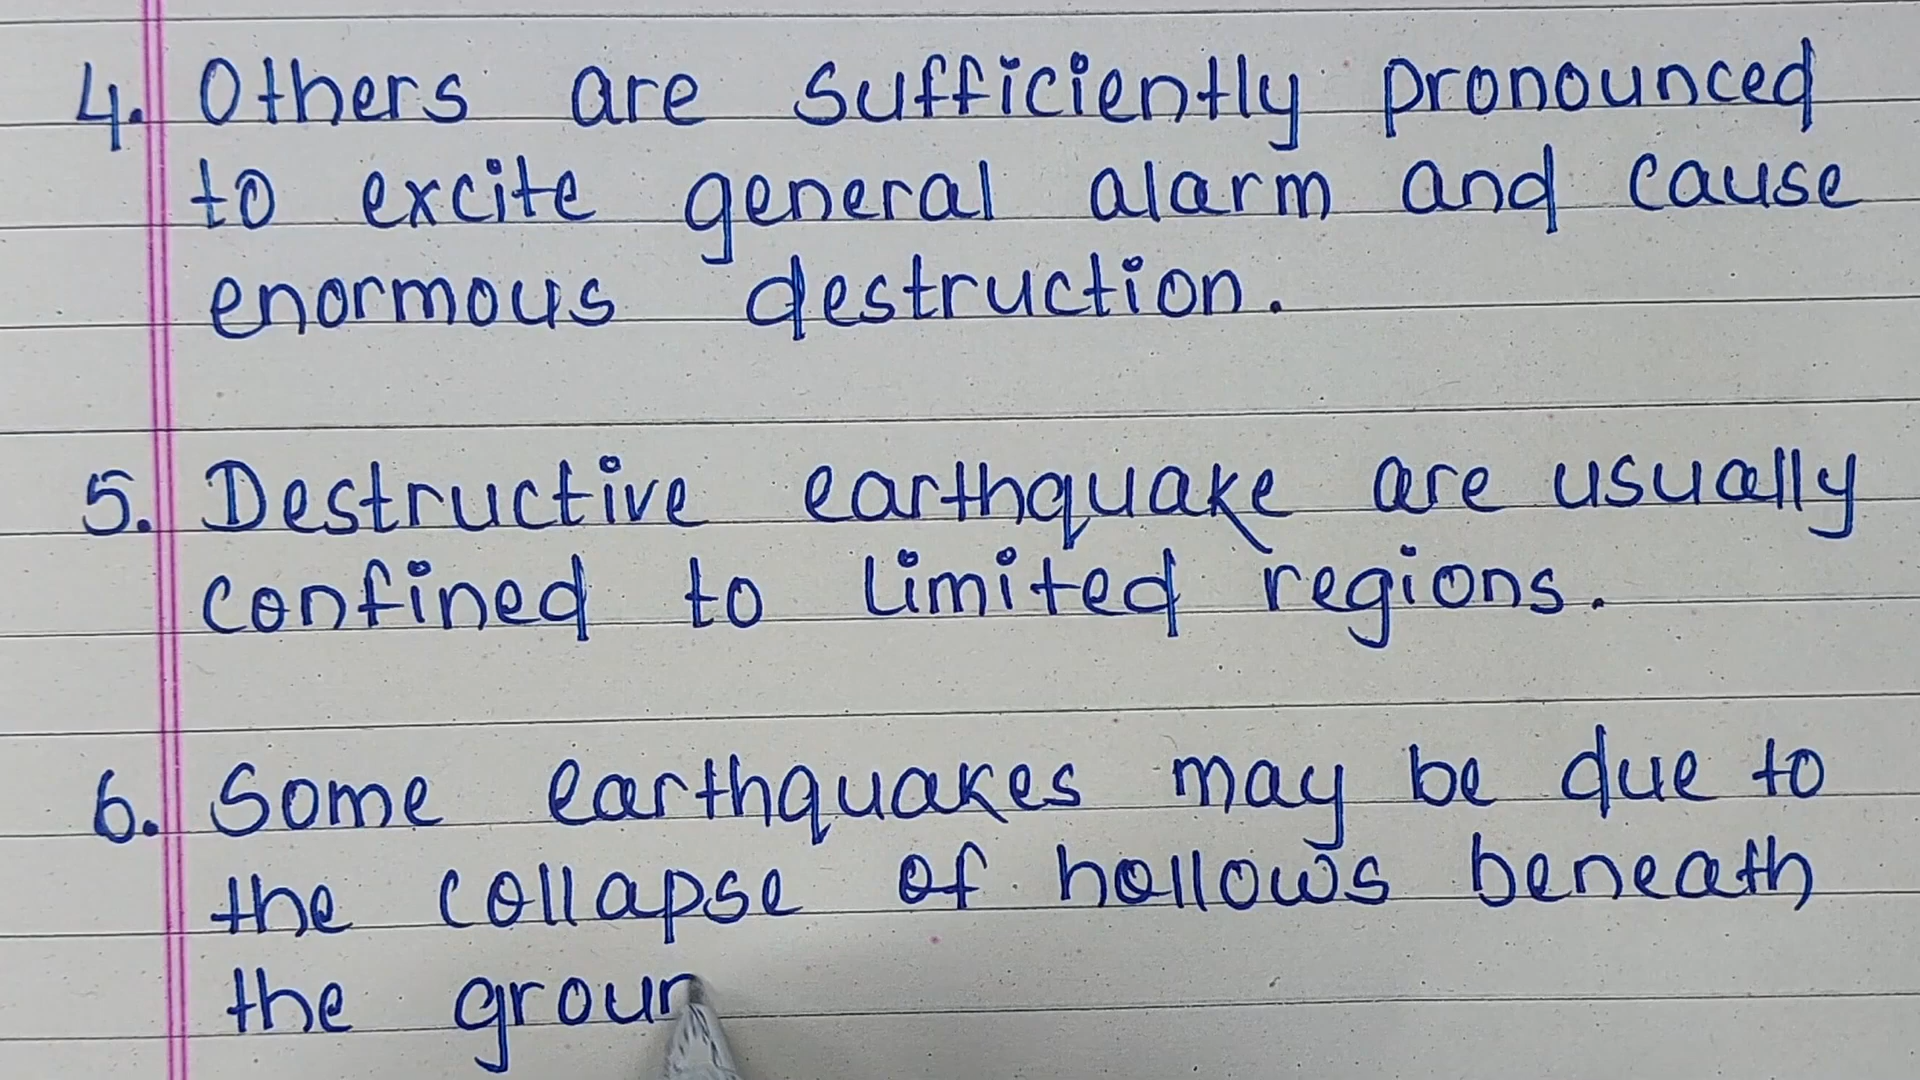 4. Others are sufficiently pronounced
to excite general alarm and cause
enormous destruction.
5. Destructive earthquake are usually
confined to limited regions.
6. Some earthquakes may be due to
the collapse of hollows beneath
the groun